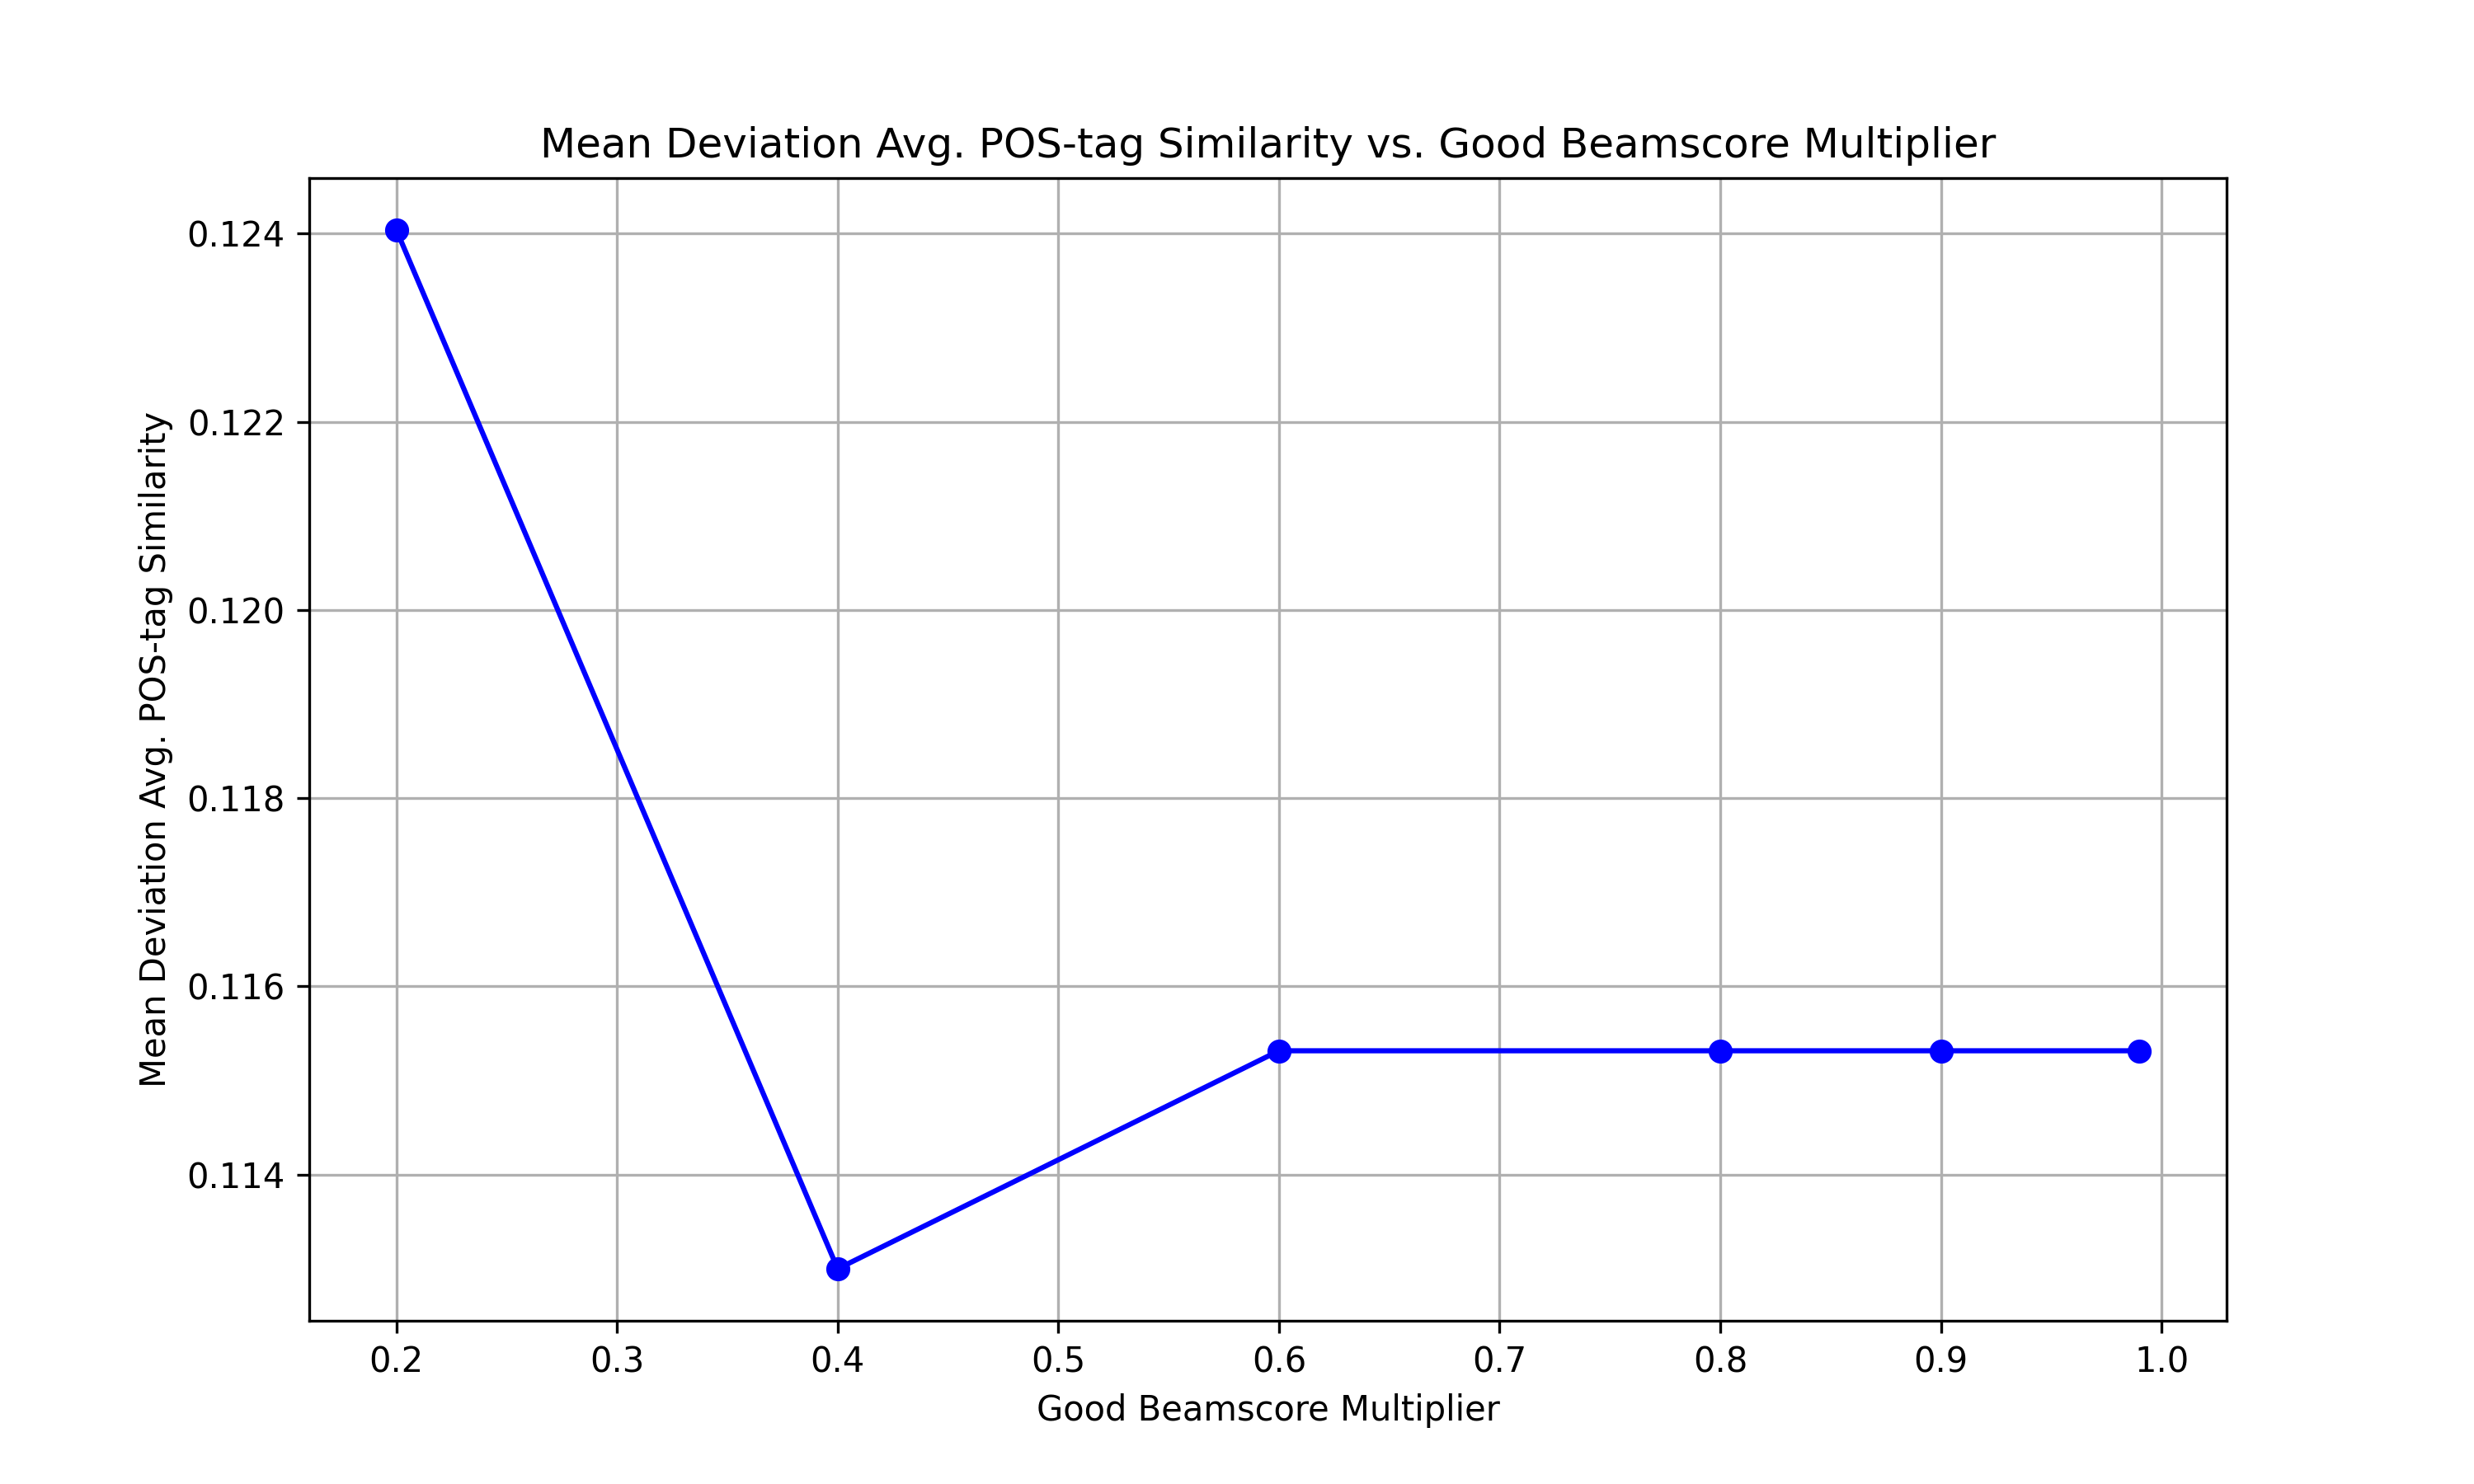 Mean Deviation Avg. POS-tag Similarity vs. Good Beamscore Multiplier
Mean Deviation Avg. POS-tag Similarity
0.124
0.122
0.120
0.118
0.116
0.114
0.2 0.3 0.4 0.5 0.6 0.7 0.8 0.9 1.0
Good Beamscore Multiplier